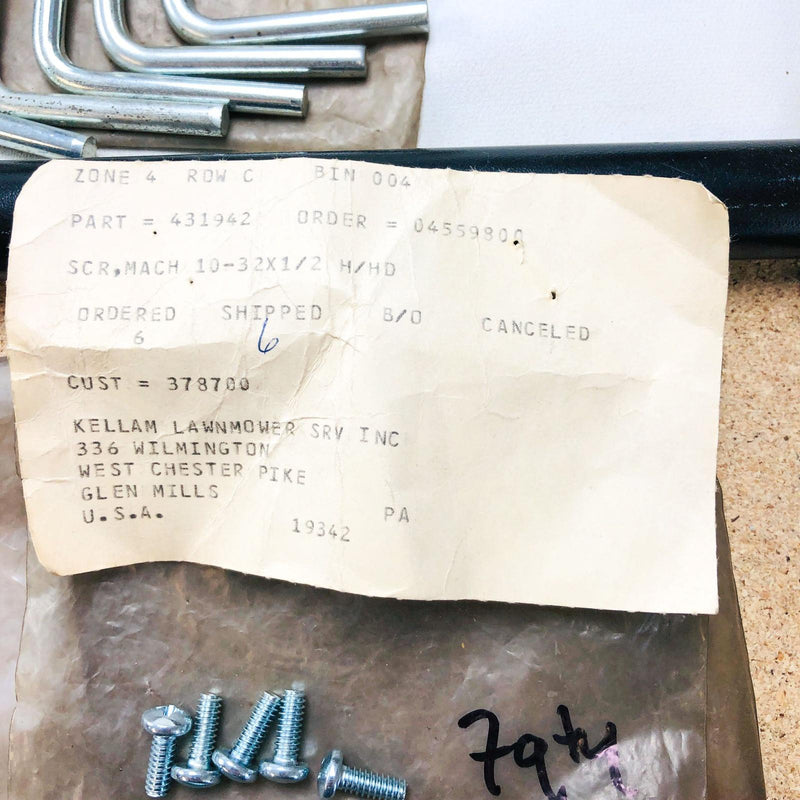 ZONE 4 ROW C BIN 004
PART = 431942 ORDER = 04559800
SCR,MACH 10-32X1/2 H/HD
ORDERED SHIPPED B/O CANCELED
6 6
CUST = 378700
KELLAM LAWNMOWER SRV INC
336 WILMINGTON
WEST CHESTER PIKE
GLEN MILLS
U.S.A. 19342 PA
7qty